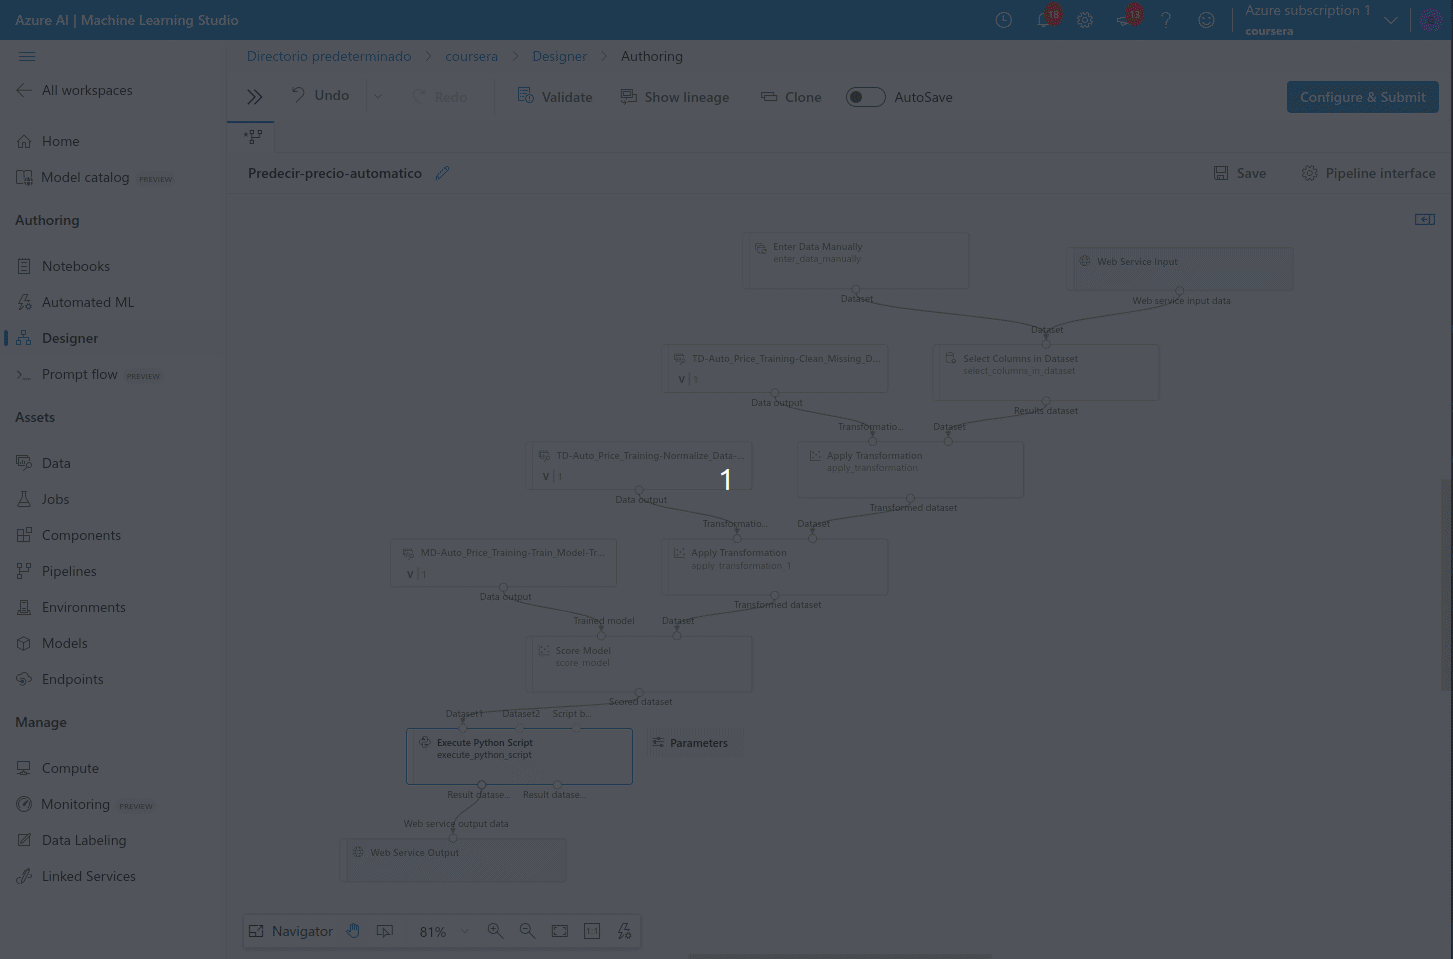 Azure AI | Machine Learning Studio
18
13
Azure subscription 1
coursera
Directorio predeterminado > coursera > Designer > Authoring
All workspaces
Undo
Redo
Validate
Show lineage
Clone
AutoSave
Configure & Submit
Home
Model catalog PREVIEW
Predecir-precio-automatico
Save
Pipeline interface
Authoring
Notebooks
Automated ML
Designer
Prompt flow PREVIEW
Assets
Data
Jobs
Components
Pipelines
Environments
Models
Endpoints
Manage
Compute
Monitoring PREVIEW
Data Labeling
Linked Services
Enter Data Manually
enter_data_manually
Dataset
Web Service Input
Web service input data
Dataset
TD-Auto_Price_Training-Clean_Missing_D...
V | 1
Data output
Select Columns in Dataset
select_columns_in_dataset
Results dataset
Transformatio...
Dataset
TD-Auto_Price_Training-Normalize_Data-...
V | 1
Data output
1
Apply Transformation
apply_transformation
Transformed dataset
Transformatio...
Dataset
MD-Auto_Price_Training-Train_Model-Tr...
V | 1
Data output
Apply Transformation
apply_transformation_1
Transformed dataset
Trained model
Dataset
Score Model
score_model
Scored dataset
Dataset1
Dataset2
Script b...
Execute Python Script
execute_python_script
Parameters
Result datase...
Result datase...
Web service output data
Web Service Output
Navigator
81%
1:1